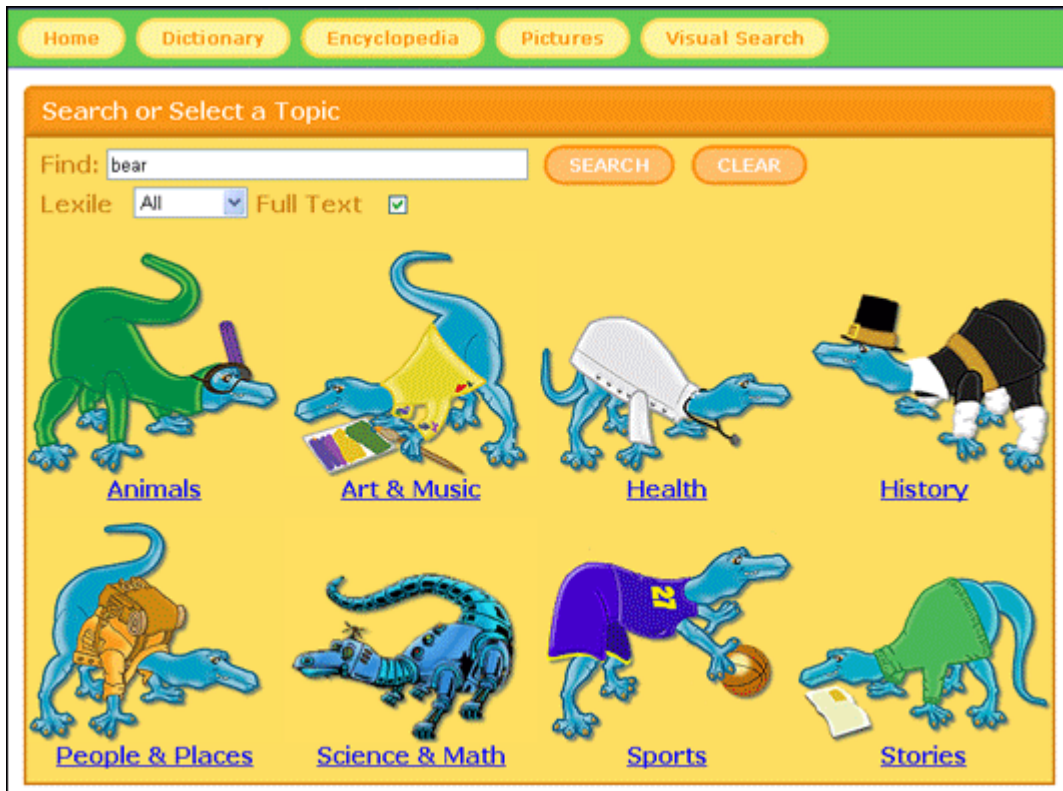 Home Dictionary Encyclopedia Pictures Visual Search
Search or Select a Topic
Find: bear SEARCH CLEAR
Lexile All Full Text
27
Animals Art & Music Health History
People & Places Science & Math Sports Stories